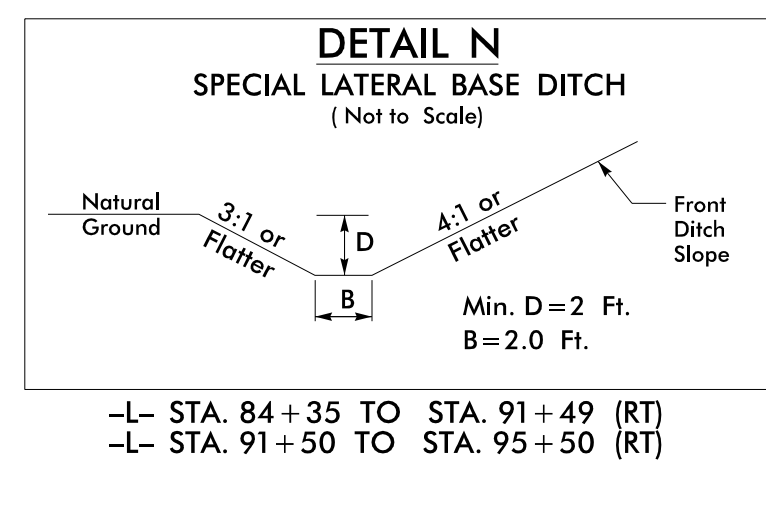 DETAIL N
SPECIAL LATERAL BASE DITCH
( Not to Scale)
Natural
Ground
3:1 or
Flatter
D
B
4:1 or
Flatter
Front
Ditch
Slope
Min. D=2 Ft.
B=2.0 Ft.
–L– STA. 84+35 TO STA. 91+49 (RT)
–L– STA. 91+50 TO STA. 95+50 (RT)